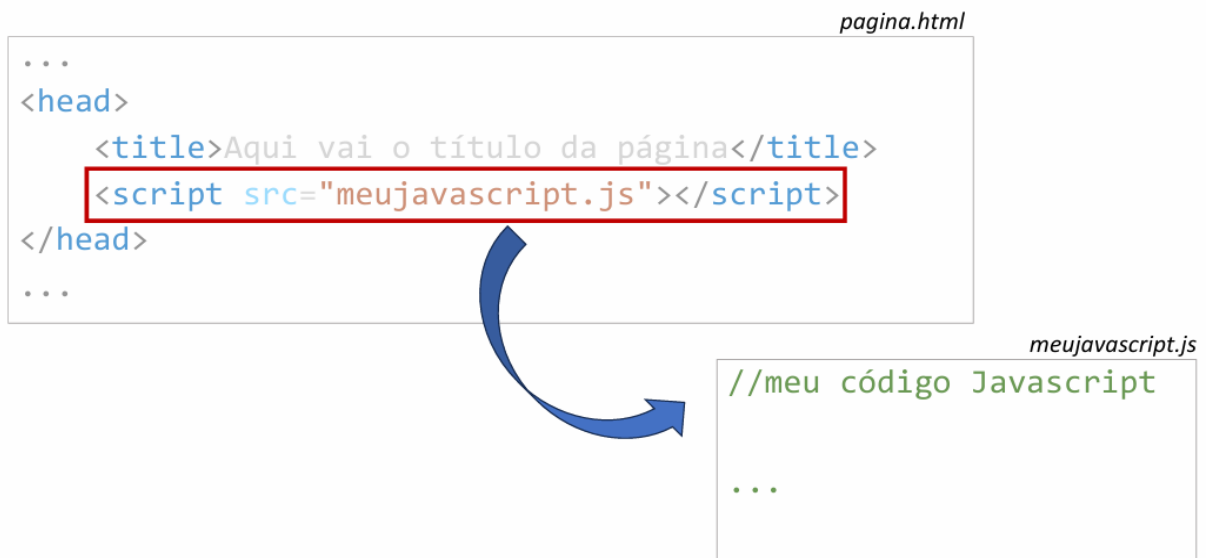 pagina.html
...
<head>
<title>Aqui vai o título da página</title>
<script src="meujavascript.js"></script>
</head>
...
meujavascript.js
//meu código Javascript
...